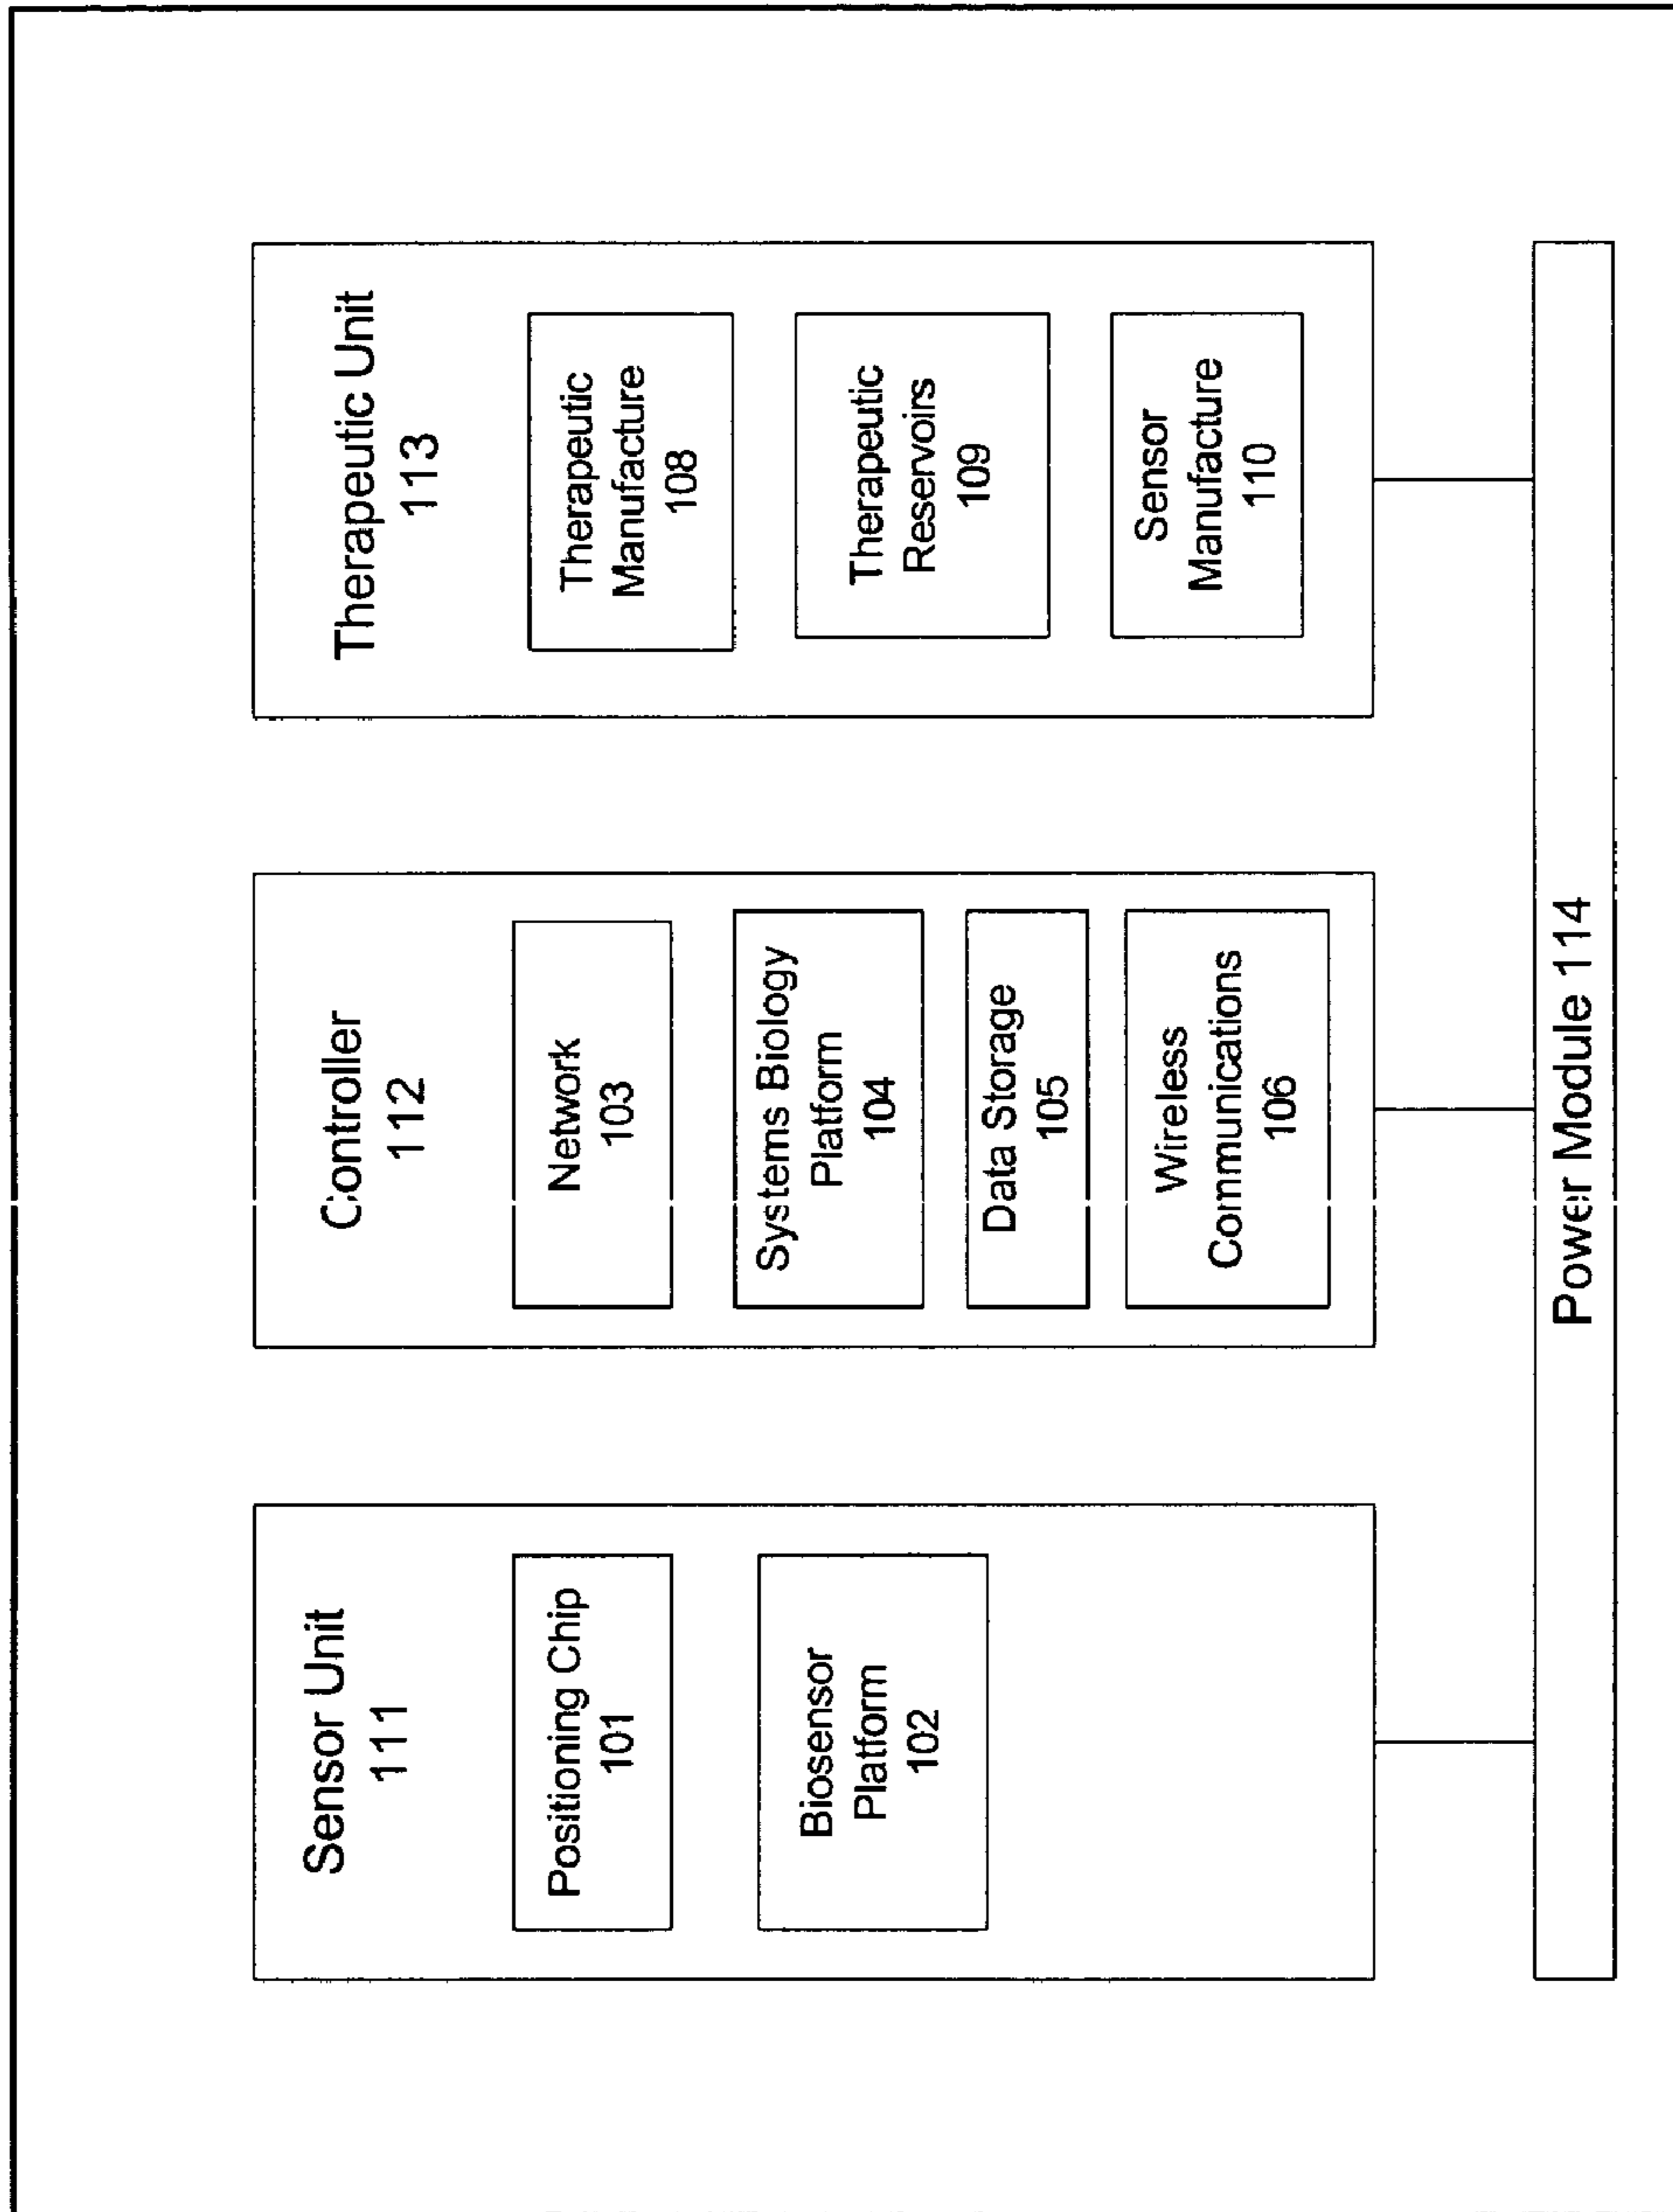 Sensor Unit
111
Positioning Chip
101
Biosensor
Platform
102
Controller
112
Network
103
Systems Biology
Platform
104
Data Storage
105
Wireless
Communications
106
Therapeutic Unit
113
Therapeutic
Manufacture
108
Therapeutic
Reservoirs
109
Sensor
Manufacture
110
Power Module 114